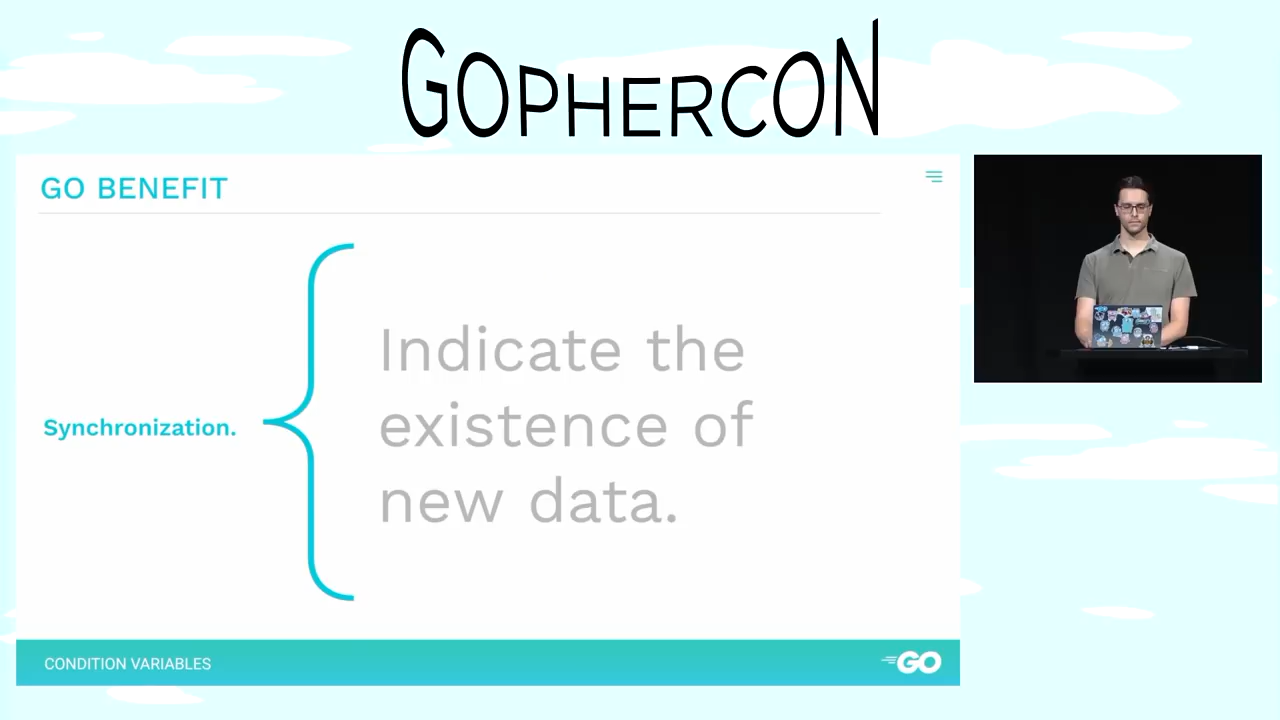 GOPHERCON
GO BENEFIT
Synchronization.
Indicate the
existence of
new data.
CONDITION VARIABLES
GO